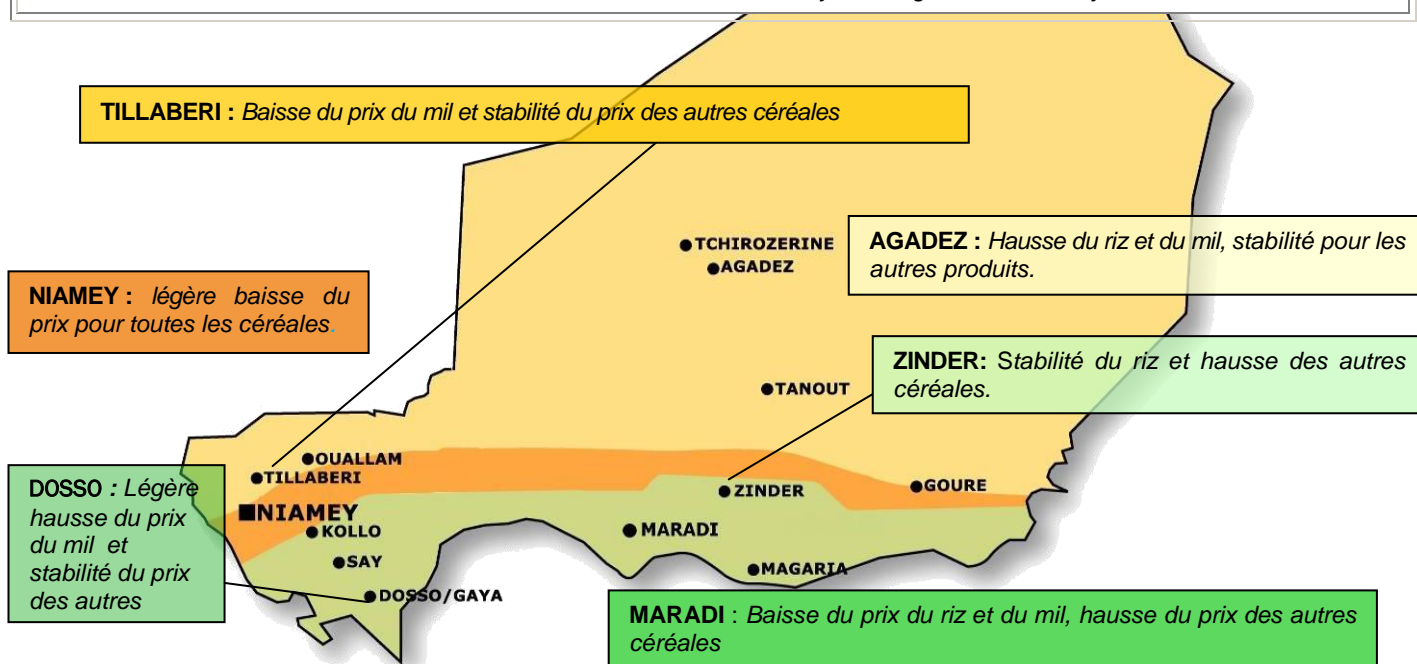 TILLABERI : Baisse du prix du mil et stabilité du prix des autres céréales
TCHIROZERINE
AGADEZ
AGADEZ : Hausse du riz et du mil, stabilité pour les
autres produits.
NIAMEY : légère baisse du
prix pour toutes les céréales.
ZINDER: Stabilité du riz et hausse des autres
céréales.
TANOUT
OUALLAM
TILLABERI
NIAMEY
KOLLO
SAY
DOSSO/GAYA
ZINDER
GOURE
MARADI
MAGARIA
DOSSO : Légère
hausse du prix
du mil et
stabilité du prix
des autres
MARADI : Baisse du prix du riz et du mil, hausse du prix des autres
céréales